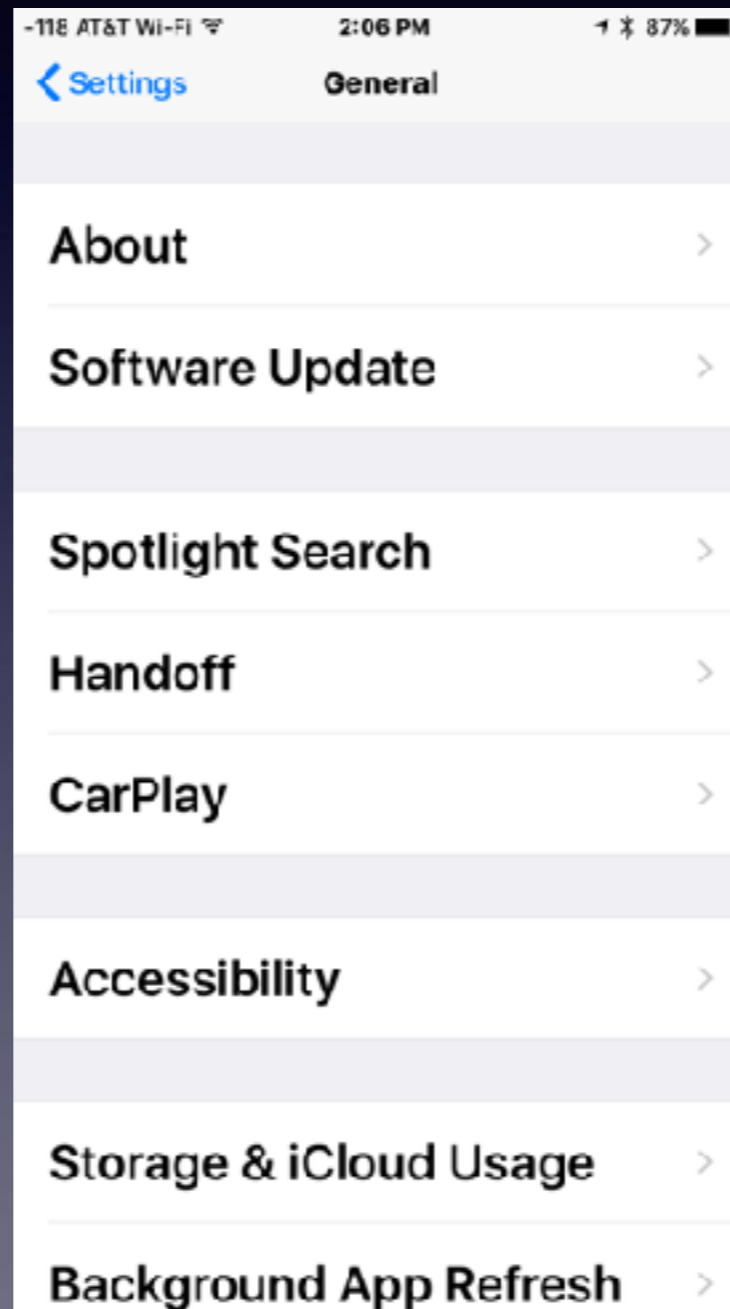 -118 AT&T Wi-Fi 2:06 PM 87%
Settings General
About
Software Update
Spotlight Search
Handoff
CarPlay
Accessibility
Storage & iCloud Usage
Background App Refresh